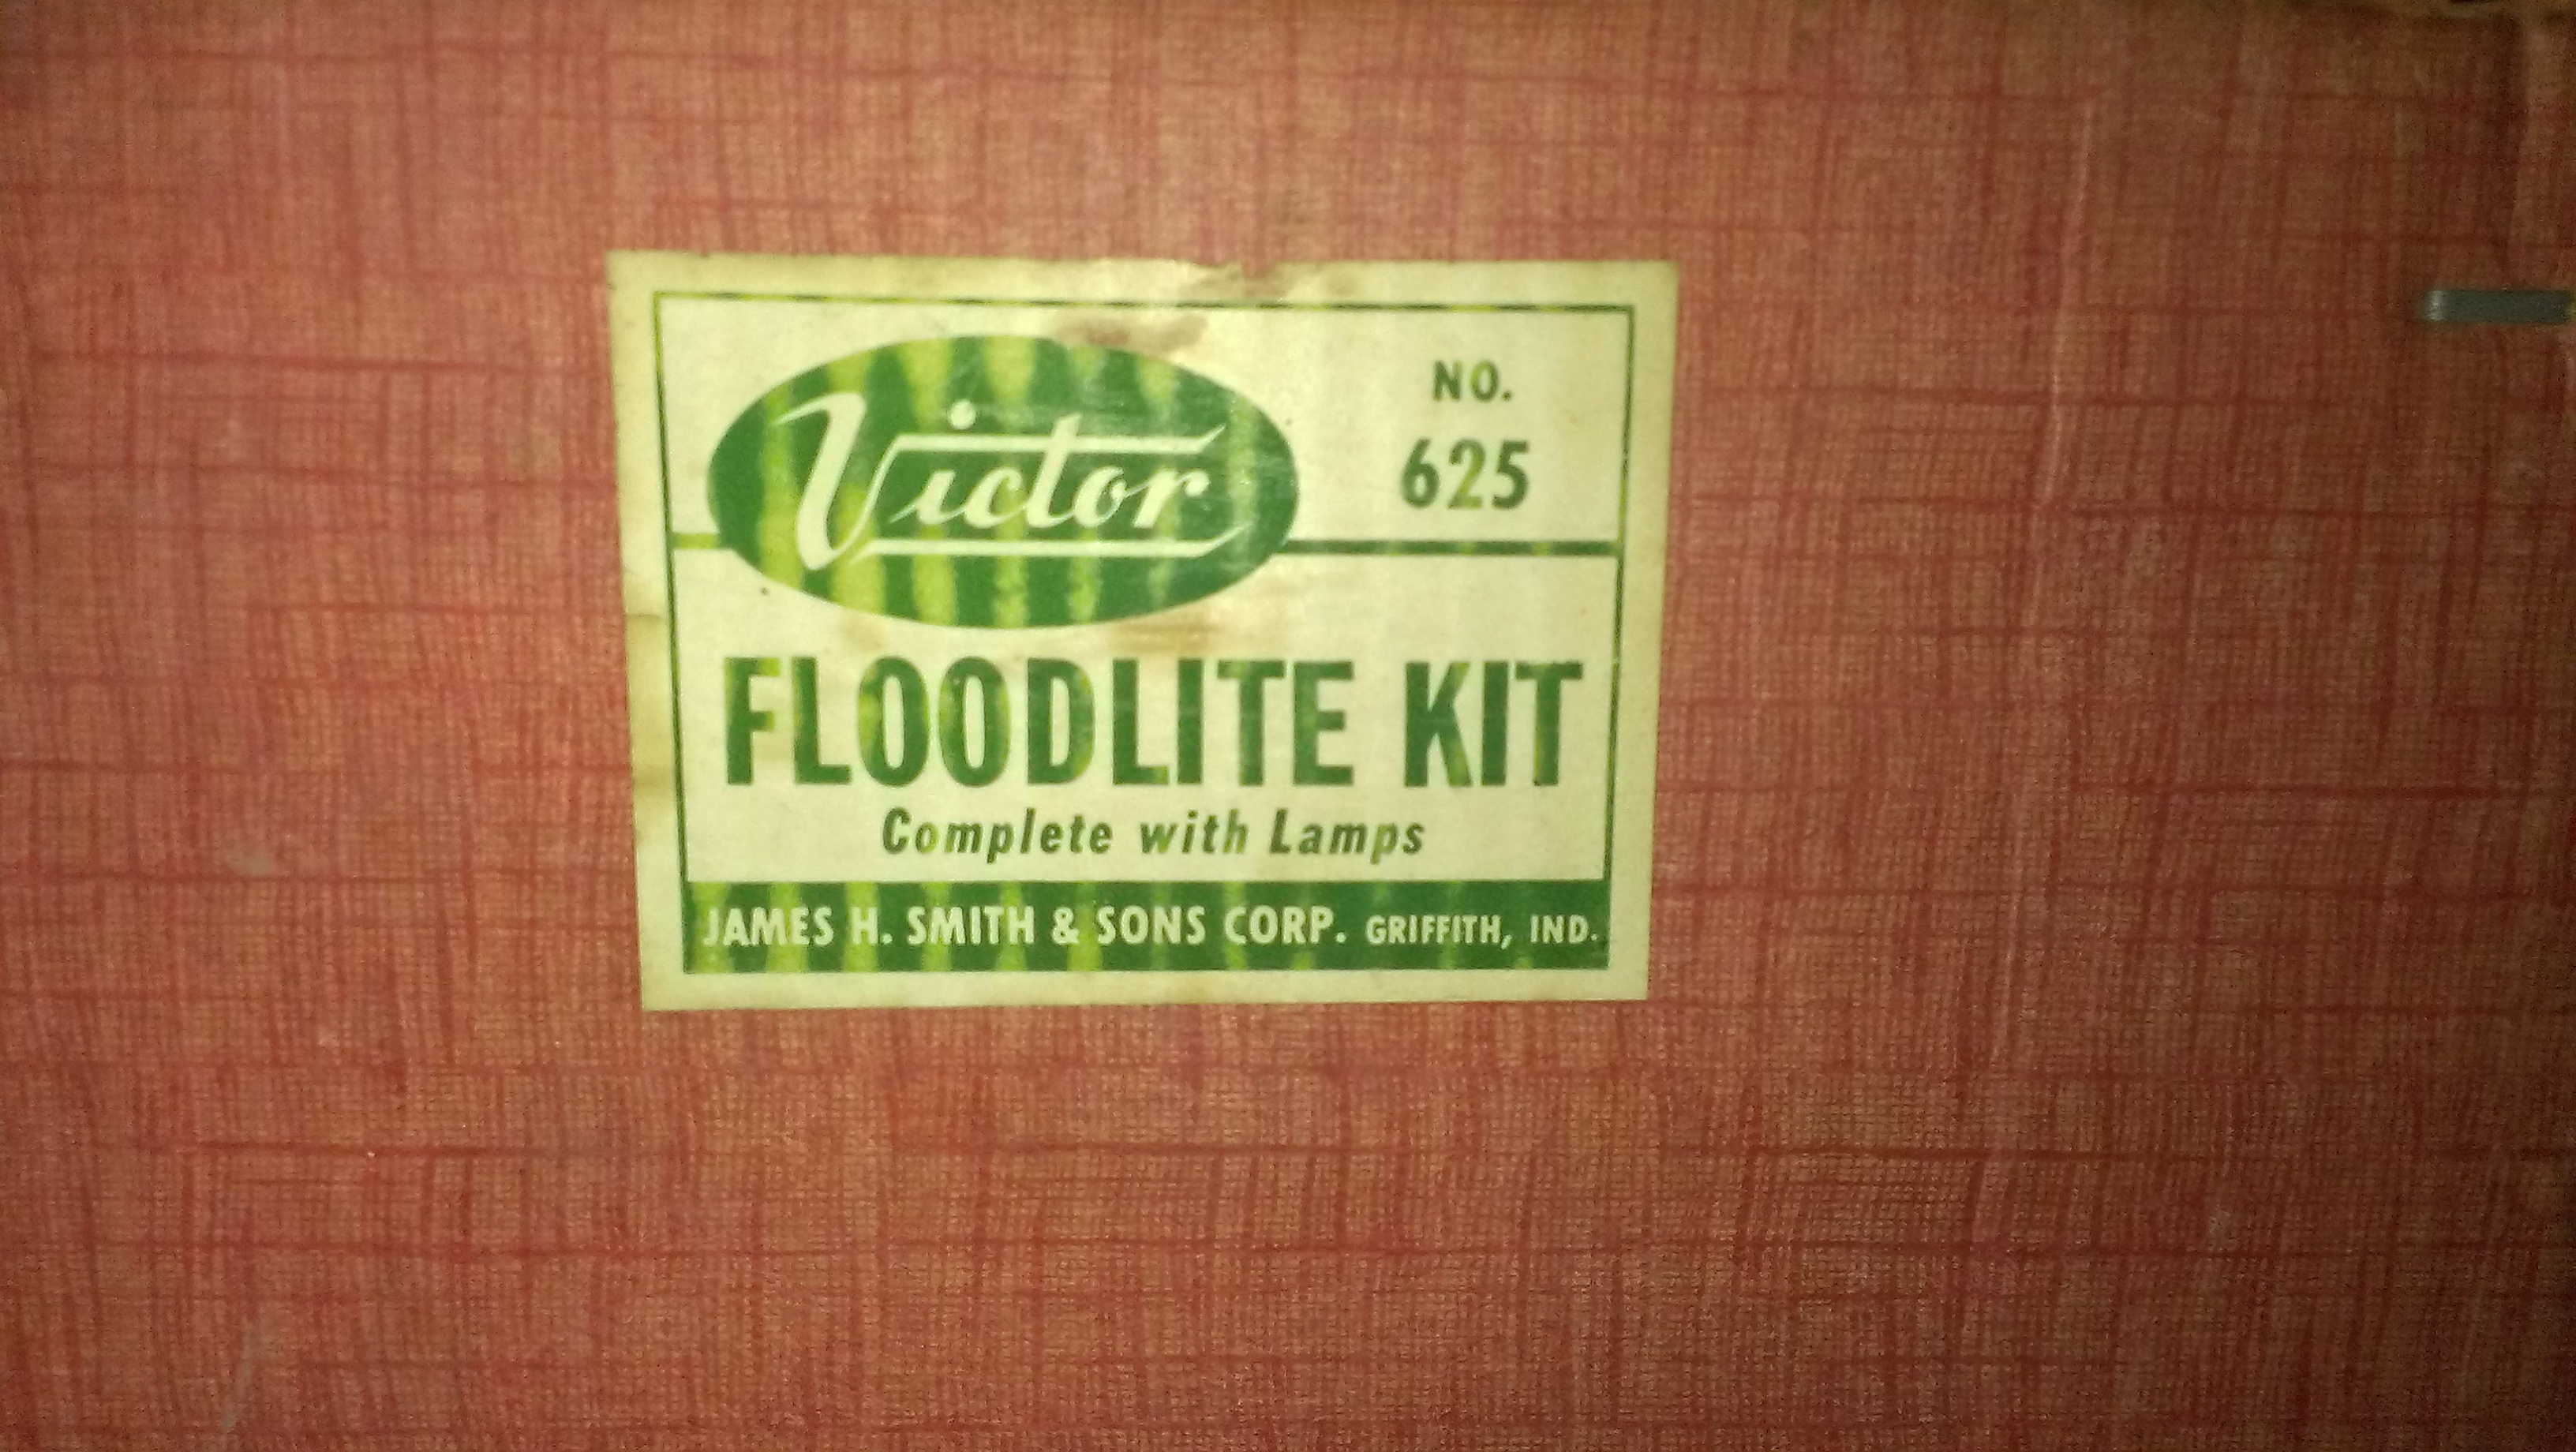 Victor
NO.
625
FLOODLITE KIT
Complete with Lamps
JAMES H. SMITH & SONS CORP. GRIFFITH, IND.